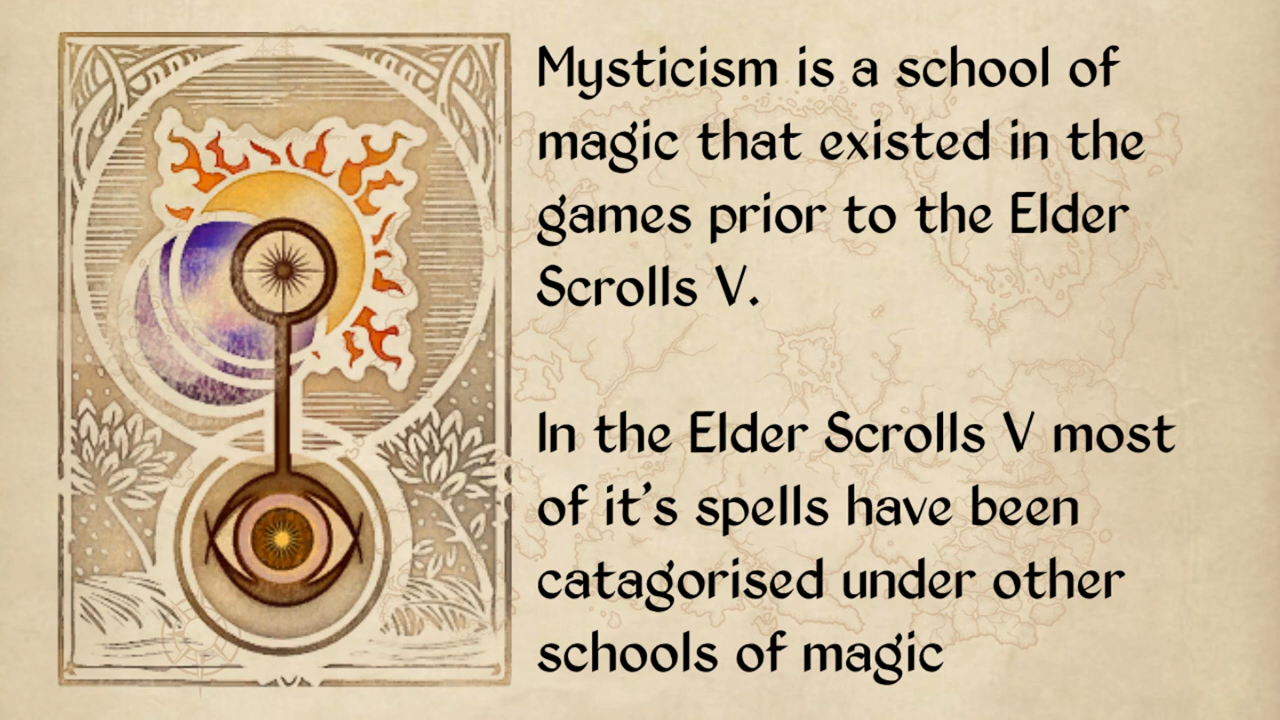 Mysticism is a school of
magic that existed in the
games prior to the Elder
Scrolls V.
In the Elder Scrolls V most
of it's spells have been
catagorised under other
schools of magic